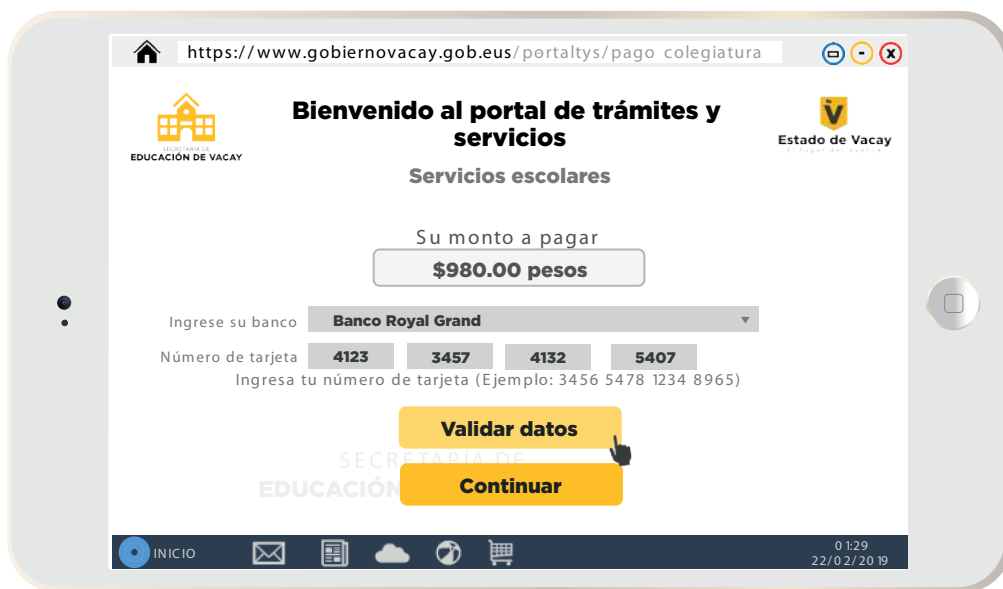 https://www.gobiernovacay.gob.eus/portaltys/pago colegiatura
SECRETARÍA DE
EDUCACIÓN DE VACAY
Bienvenido al portal de trámites y
servicios
Estado de Vacay
Servicios escolares
Su monto a pagar
$980.00 pesos
Ingrese su banco Banco Royal Grand
Número de tarjeta 4123 3457 4132 5407
Ingresa tu número de tarjeta (Ejemplo: 3456 5478 1234 8965)
Validar datos
SECRETARÍA DE
EDUCACIÓN
Continuar
INICIO
01:29
22/02/2019